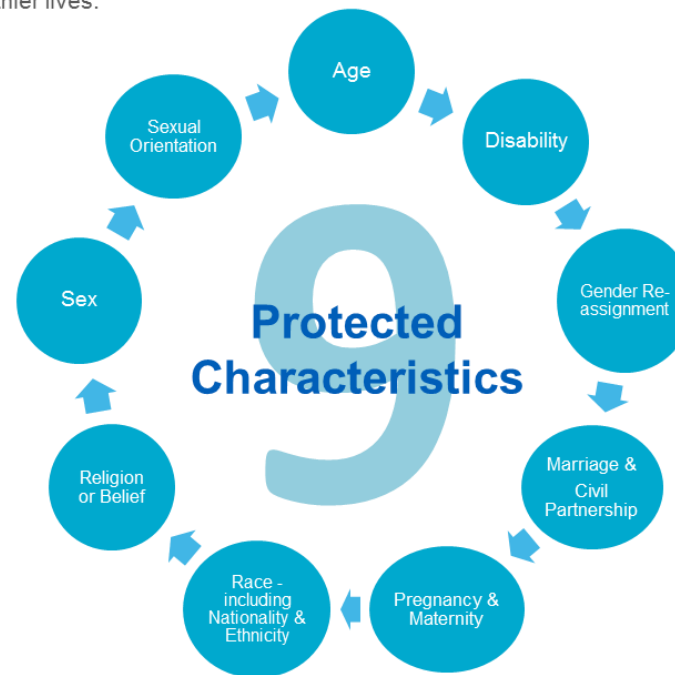 Age
Disability
Gender Re-
assignment
Marriage &
Civil
Partnership
Pregnancy &
Maternity
Race -
including
Nationality &
Ethnicity
Religion
or Belief
Sex
Sexual
Orientation
9
Protected
Characteristics